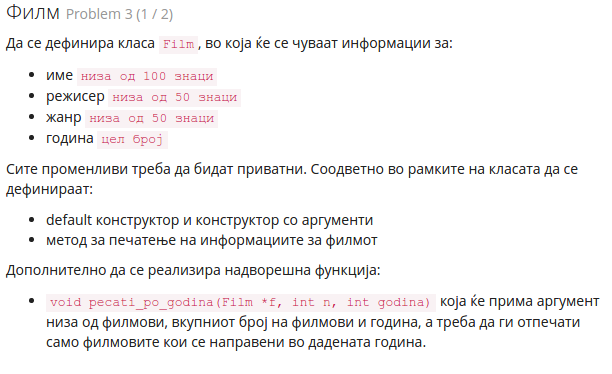 Филм Problem 3 (1 / 2)
Да се дефинира класа Film, во која ќе се чуваат информации за:
• име низа од 100 знаци
• режисер низа од 50 знаци
• жанр низа од 50 знаци
• година цел број
Сите променливи треба да бидат приватни. Соодветно во рамките на класата да се
дефинираат:
• default конструктор и конструктор со аргументи
• метод за печатење на информациите за филмот
Дополнително да се реализира надворешна функција:
• void pecati_po_godina(Film *f, int n, int godina) која ќе прима аргумент
низа од филмови, вкупниот број на филмови и година, а треба да ги отпечати
само филмовите кои се направени во дадената година.